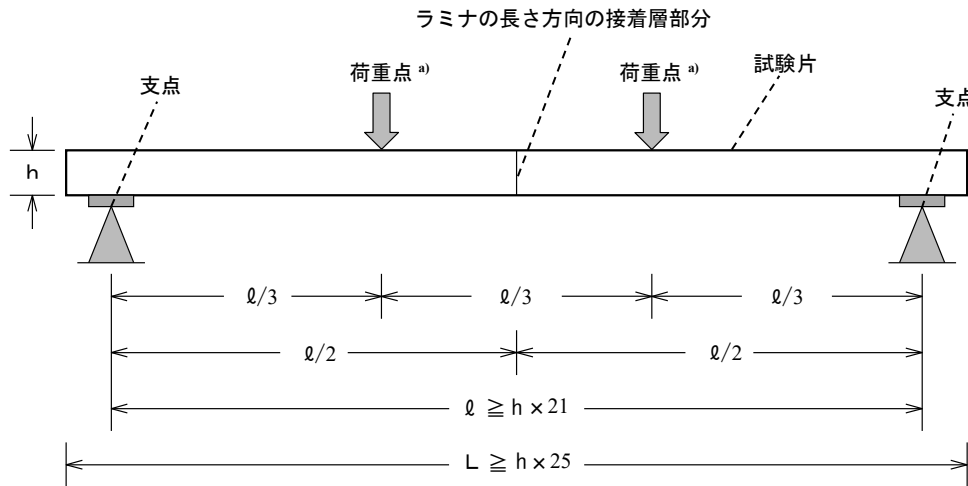 ラミナの長さ方向の接着層部分
荷重点 a)
荷重点 a)
試験片
支点
支点
h
ℓ/3
ℓ/3
ℓ/3
ℓ/2
ℓ/2
ℓ ≧ h × 21
L ≧ h × 25